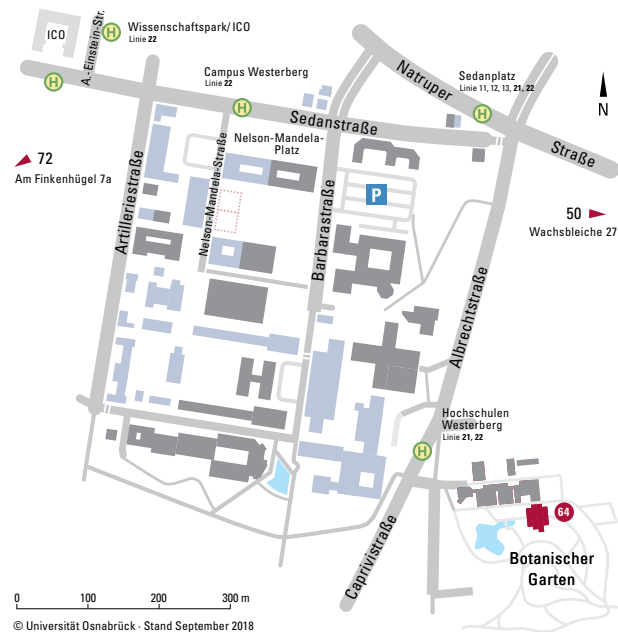 ICO
A.-Einstein-Str.
H
Wissenschaftspark/ICO
Linie 22
H
Campus Westerberg
Linie 22
H
Natruper
Straße
Sedanplatz
Linie 11, 12, 13, 21, 22
H
N
Sedanstraße
Nelson-Mandela-
Platz
72
Am Finkenhügel 7a
P
50
Wachsbleiche 27
Artilleriestraße
Nelson-Mandela-Straße
Barbarastraße
Albrechtstraße
Hochschulen
Westerberg
Linie 21, 22
H
64
Caprivistraße
Botanischer
Garten
0 100 200 300 m
© Universität Osnabrück · Stand September 2018